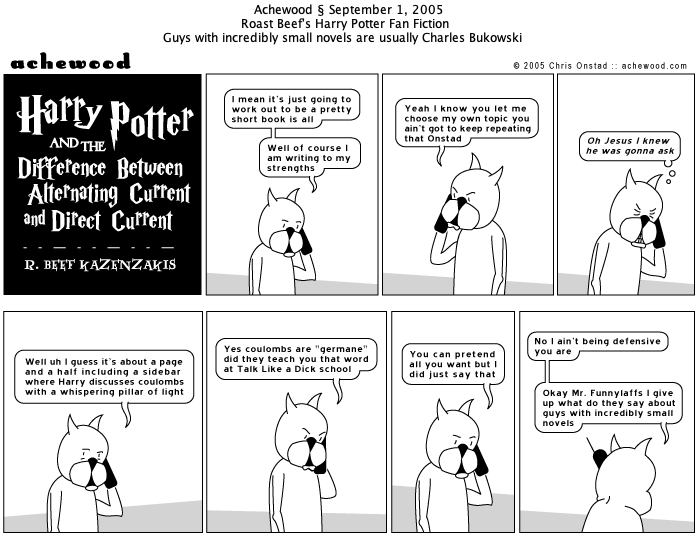 Achewood § September 1, 2005
Roast Beef's Harry Potter Fan Fiction
Guys with incredibly small novels are usually Charles Bukowski
achewood
© 2005 Chris Onstad :: achewood.com
Harry Potter
AND THE
Difference Between
Alternating Current
and Direct Current
R. BEEF KAZENZAKIS
I mean it's just going to
work out to be a pretty
short book is all
Well of course I
am writing to my
strengths
Yeah I know you let me
choose my own topic you
ain't got to keep repeating
that Onstad
Oh Jesus I knew
he was gonna ask
Well uh I guess it's about a page
and a half including a sidebar
where Harry discusses coulombs
with a whispering pillar of light
Yes coulombs are "germane"
did they teach you that word
at Talk Like a Dick school
You can pretend
all you want but I
did just say that
No I ain't being defensive
you are
Okay Mr. Funnylaffs I give
up what do they say about
guys with incredibly small
novels